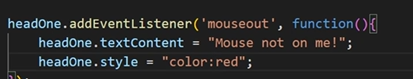 headOne.addEventListener('mouseout', function(){
headOne.textContent = "Mouse not on me!";
headOne.style = "color:red";